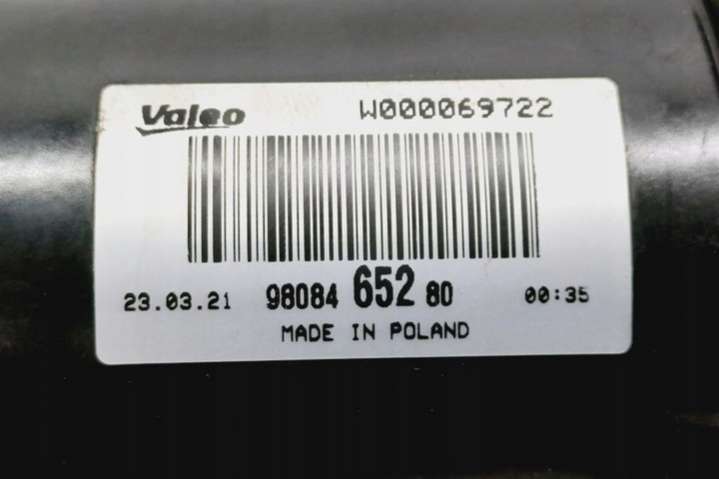 Valeo W000069722
23.03.21 98084 652 80 00:35
MADE IN POLAND